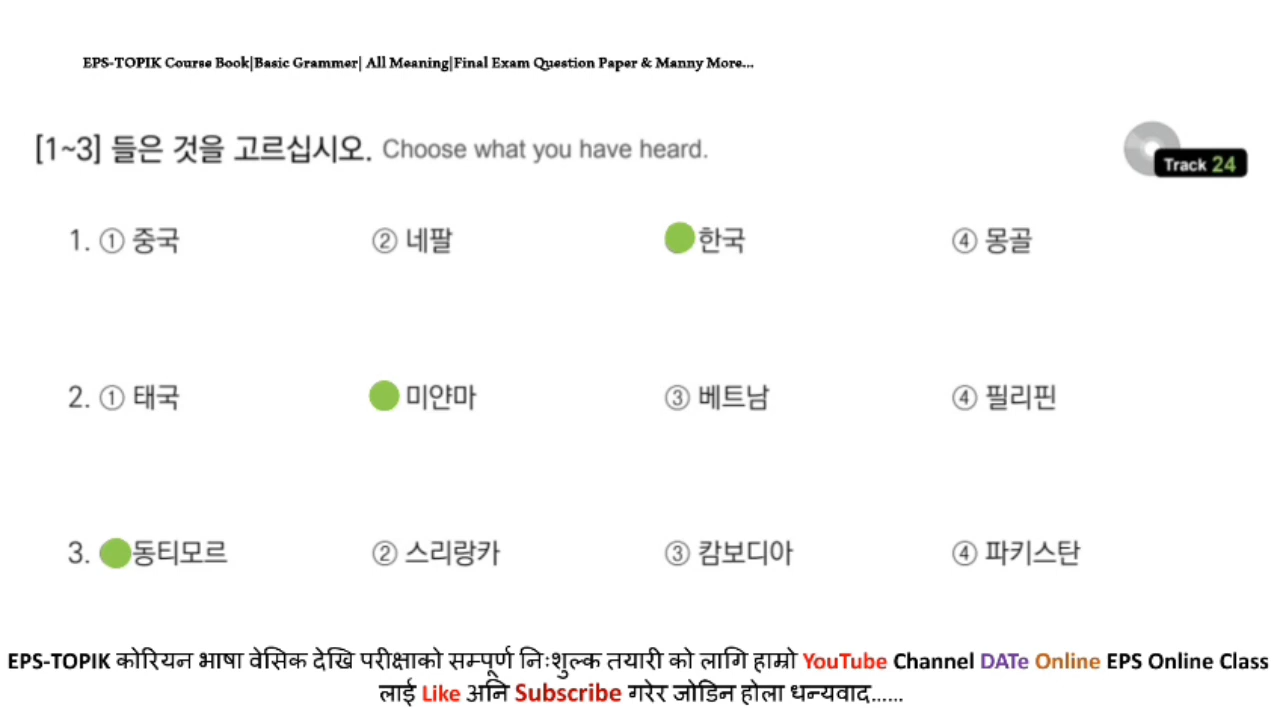 EPS-TOPIK Course Book|Basic Grammer| All Meaning|Final Exam Question Paper & Manny More...
[1~3] 들은 것을 고르십시오. Choose what you have heard.
Track 24
1. ① 중국 ② 네팔 한국 ④ 몽골
2. ① 태국 미얀마 ③ 베트남 ④ 필리핀
3. 동티모르 ② 스리랑카 ③ 캄보디아 ④ 파키스탄
EPS-TOPIK कोरियन भाषा वेसिक देखि परीक्षाको सम्पूर्ण निःशुल्क तयारी को लागि हाम्रो YouTube Channel DATe Online EPS Online Class
लाई Like अनि Subscribe गरेर जोडिन होला धन्यवाद......